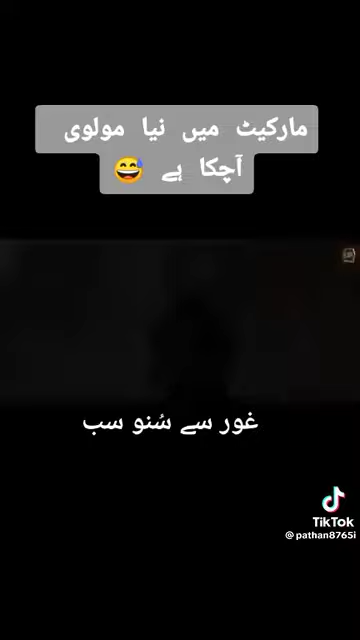 مارکیٹ میں نیا مولوی
آچکا ہے 😅
غور سے سُنو سب
TikTok
@pathan8765i